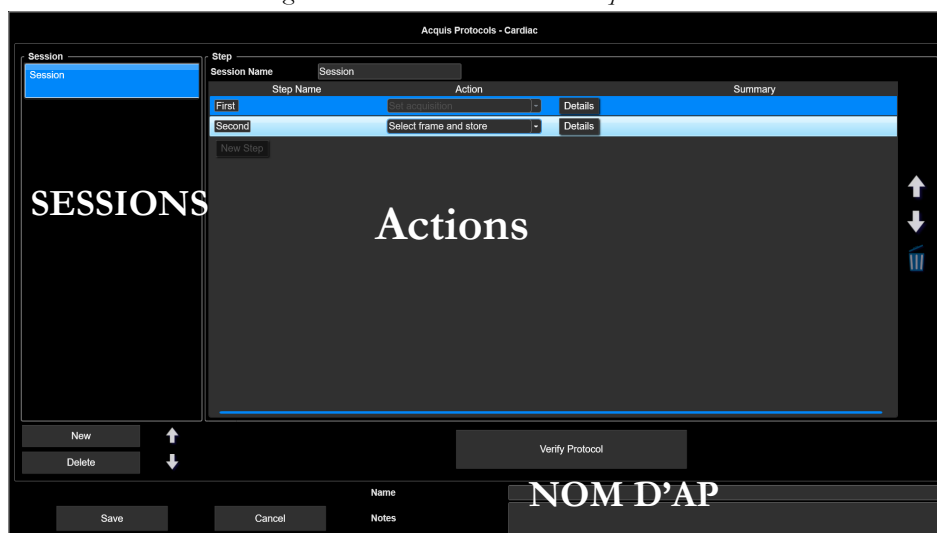 Acquis Protocols - Cardiac
Session
Step
Session
Session Name
Session
Step Name
Action
Summary
First
Set acquisition
Details
Second
Select frame and store
Details
New Step
SESSIONS
Actions
New
Delete
Verify Protocol
Name
NOM D'AP
Save
Cancel
Notes